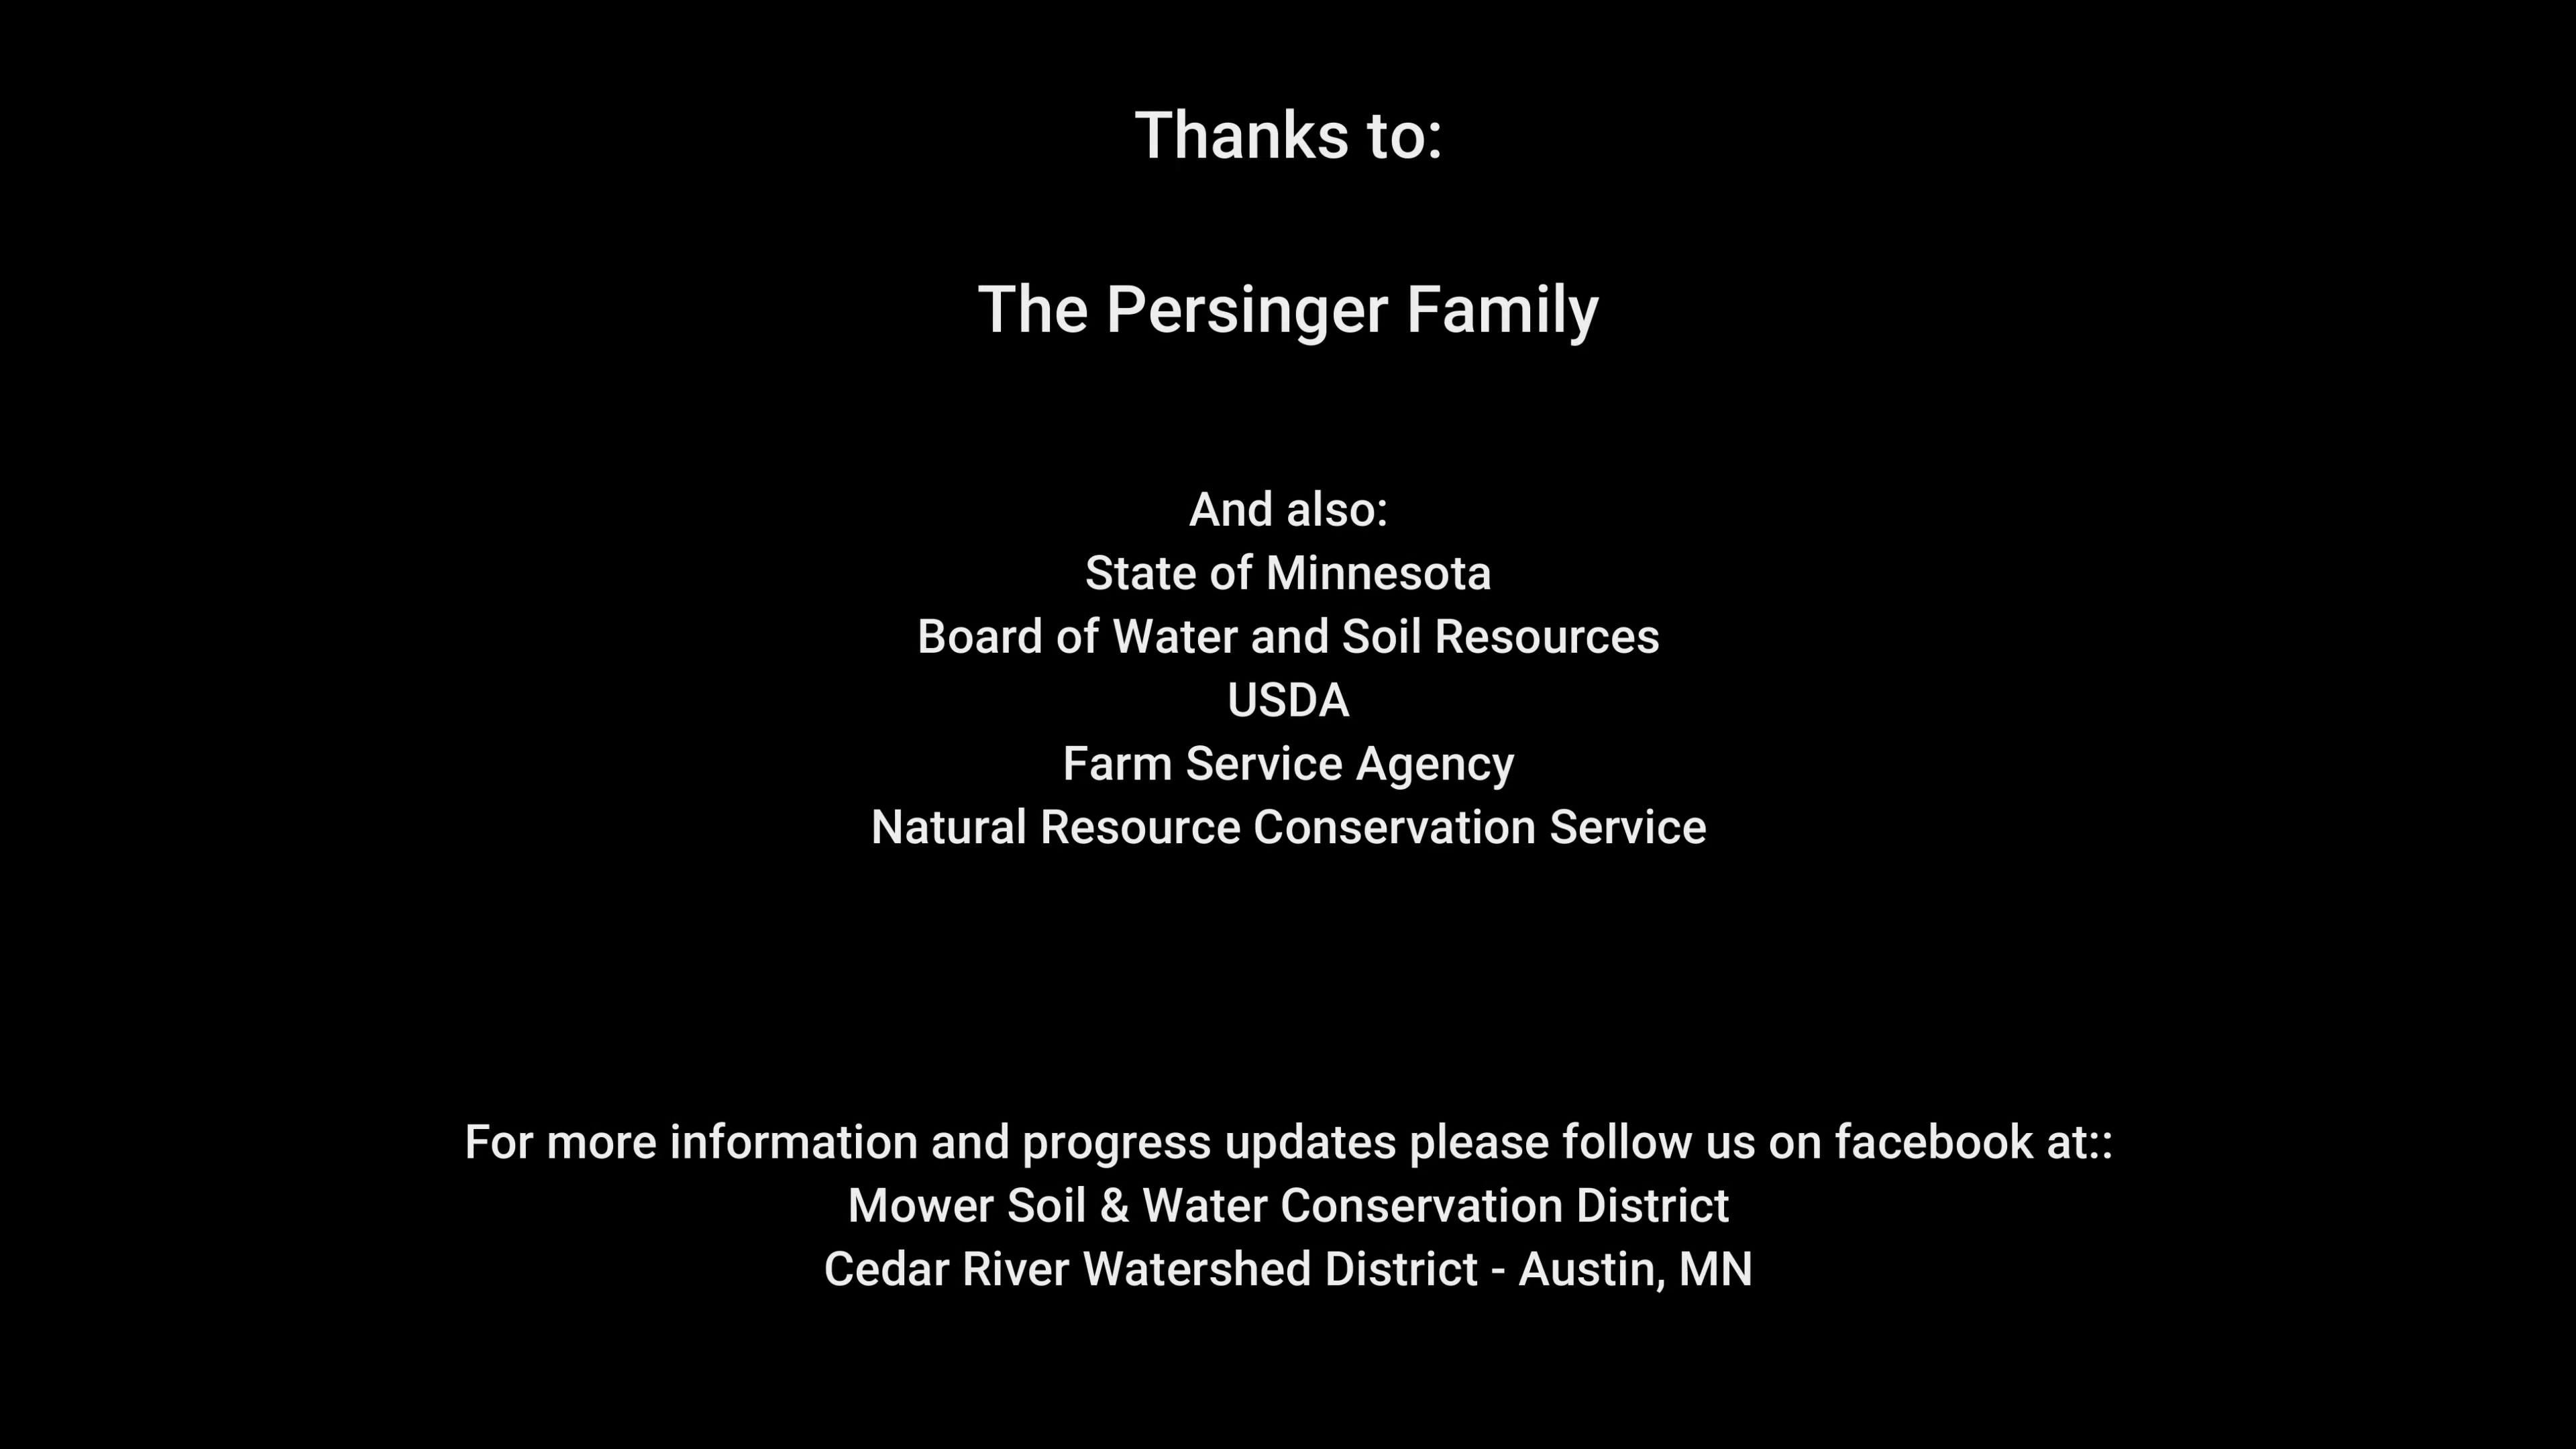 Thanks to:
The Persinger Family
And also:
State of Minnesota
Board of Water and Soil Resources
USDA
Farm Service Agency
Natural Resource Conservation Service
For more information and progress updates please follow us on facebook at::
Mower Soil & Water Conservation District
Cedar River Watershed District - Austin, MN